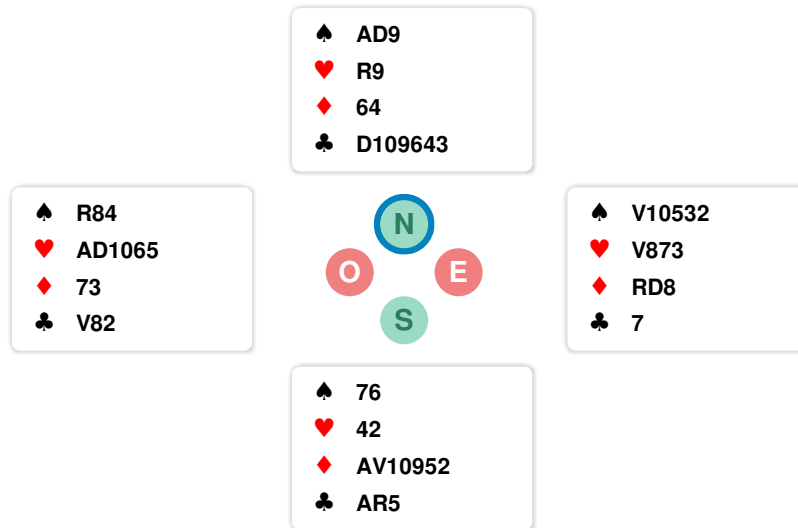 ♠ AD9
♥ R9
♦ 64
♣ D109643
♠ R84
♥ AD1065
♦ 73
♣ V82
N
O E
S
♠ V10532
♥ V873
♦ RD8
♣ 7
♠ 76
♥ 42
♦ AV10952
♣ AR5